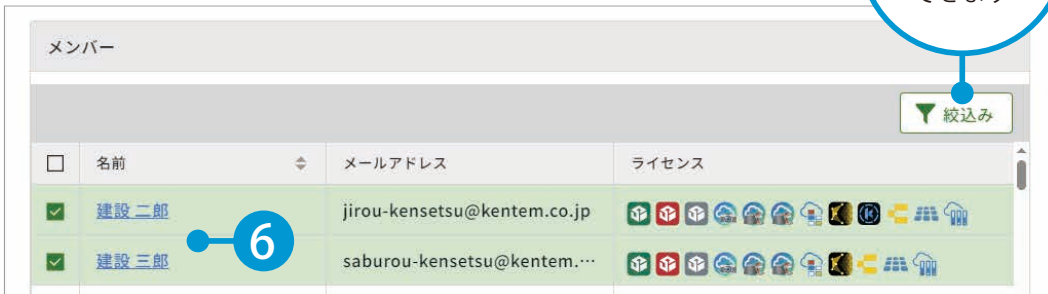 メンバー
絞込み
名前 メールアドレス ライセンス
建設 二郎 jirou-kensetsu@kentem.co.jp
6
建設 三郎 saburou-kensetsu@kentem.…